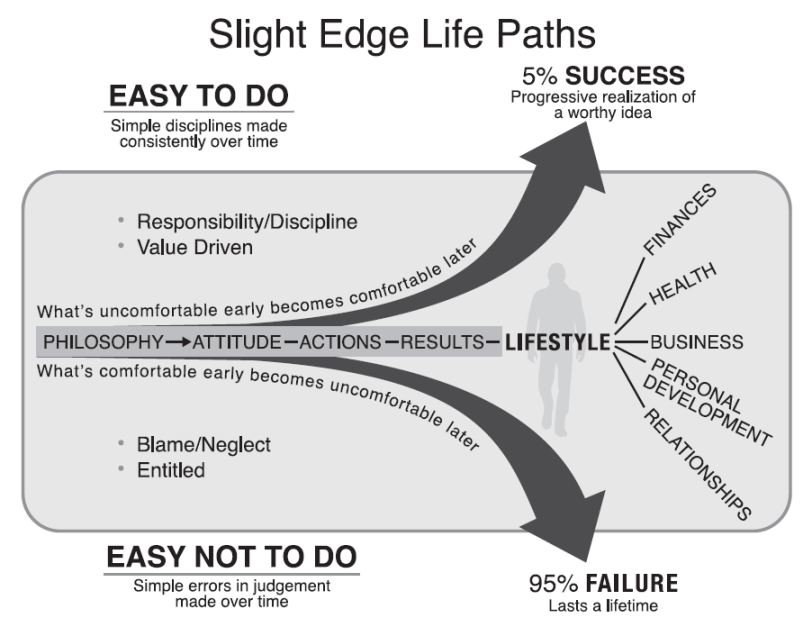 Slight Edge Life Paths
EASY TO DO
Simple disciplines made
consistently over time
5% SUCCESS
Progressive realization of
a worthy idea
• Responsibility/Discipline
• Value Driven
What's uncomfortable early becomes comfortable later
PHILOSOPHY→ATTITUDE–ACTIONS–RESULTS–LIFESTYLE
What's comfortable early becomes uncomfortable later
FINANCES
HEALTH
BUSINESS
PERSONAL
DEVELOPMENT
RELATIONSHIPS
• Blame/Neglect
• Entitled
EASY NOT TO DO
Simple errors in judgement
made over time
95% FAILURE
Lasts a lifetime